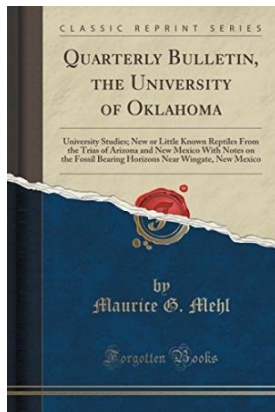 CLASSIC REPRINT SERIES
QUARTERLY BULLETIN,
THE UNIVERSITY
OF OKLAHOMA
University Studies; New or Little Known Reptiles From
the Trias of Arizona and New Mexico With Notes on
the Fossil Bearing Horizons Near Wingate, New Mexico
by
Maurice G. Mehl
Forgotten Books